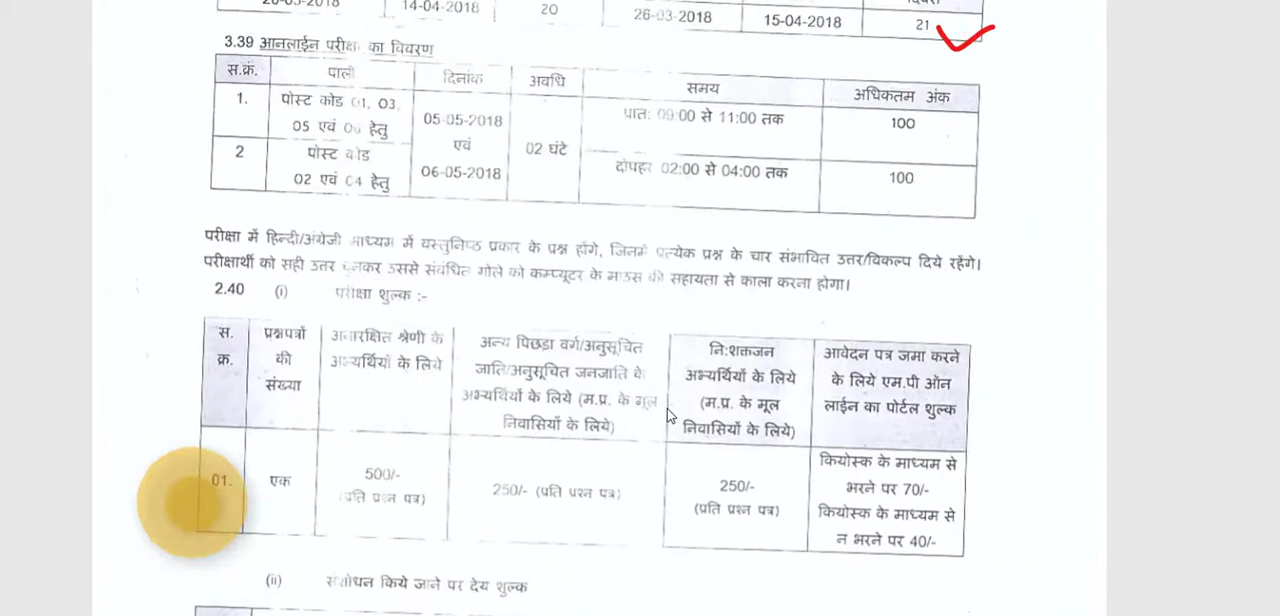 14-04-2018 20 26-03-2018 15-04-2018 21
3.39 आनलाईन परीक्षा का विवरण
स.क्रं. पाली दिनांक अवधि समय अधिकतम अंक
1. पोस्ट कोड 01, 03, 05 एवं 06 हेतु 05-05-2018 एवं 06-05-2018 02 घंटे प्रातः 09:00 से 11:00 तक 100
2 पोस्ट कोड 02 एवं 04 हेतु दोपहर 02:00 से 04:00 तक 100
परीक्षा में हिन्दी/अंग्रेजी माध्यम में वस्तुनिष्ठ प्रकार के प्रश्न होंगे, जिनमें प्रत्येक प्रश्न के चार संभावित उत्तर/विकल्प दिये रहेंगे।
परीक्षार्थी को सही उत्तर चुनकर उससे संबंधित गोले को कम्प्यूटर के माउस की सहायता से काला करना होगा।
2.40 (i) परीक्षा शुल्क :-
स. क्र. प्रश्नपत्रों की संख्या अनारक्षित श्रेणी के अभ्यर्थियों के लिये अन्य पिछड़ा वर्ग/अनुसूचित जाति/अनुसूचित जनजाति के अभ्यर्थियों के लिये (म.प्र. के मूल निवासियों के लिये) नि:शक्तजन अभ्यर्थियों के लिये (म.प्र. के मूल निवासियों के लिये) आवेदन पत्र जमा करने के लिये एम.पी ऑन लाईन का पोर्टल शुल्क
01. एक 500/- (प्रति प्रश्न पत्र) 250/- (प्रति प्रश्न पत्र) 250/- (प्रति प्रश्न पत्र) कियोस्क के माध्यम से भरने पर 70/- कियोस्क के माध्यम से न भरने पर 40/-
(ii) संशोधन किये जाने पर देय शुल्क